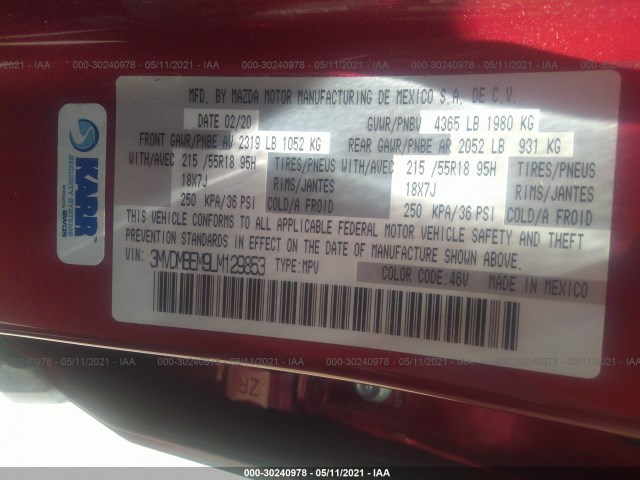 000-30240978 - 05/11/2021 - IAA
MFD. BY MAZDA MOTOR MANUFACTURING DE MEXICO S.A. DE C.V.
DATE 02/20 GVWR/PNBV 4365 LB 1980 KG
FRONT GAWR/PNBE AV 2319 LB 1052 KG REAR GAWR/PNBE AR 2052 LB 931 KG
WITH/AVEC 215 /55R18 95H TIRES/PNEUS WITH/AVEC 215 /55R18 95H TIRES/PNEUS
18X7J RIMS/JANTES 18X7J RIMS/JANTES
250 KPA/36 PSI COLD/A FROID 250 KPA/36 PSI COLD/A FROID
THIS VEHICLE CONFORMS TO ALL APPLICABLE FEDERAL MOTOR VEHICLE SAFETY AND THEFT
PREVENTION STANDARDS IN EFFECT ON THE DATE OF MANUFACTURE SHOWN ABOVE.
VIN: 3MVDMBEM9LM129853 TYPE: MPV COLOR CODE: 46V MADE IN MEXICO
KARR
SECURITY SYSTEMS
ZR
000-30240978 - 05/11/2021 - IAA